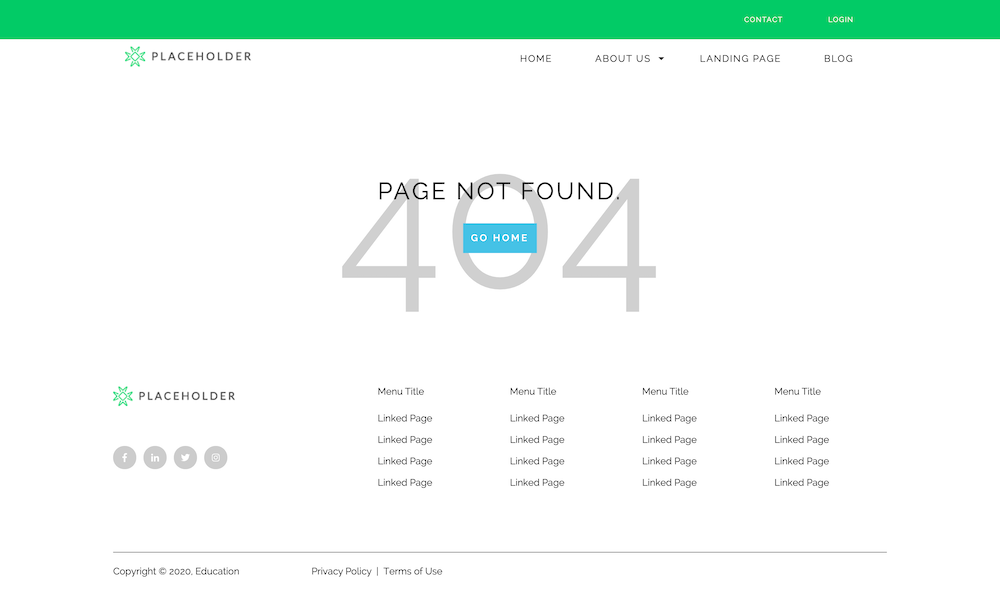 CONTACT LOGIN
PLACEHOLDER HOME ABOUT US LANDING PAGE BLOG
PAGE NOT FOUND.
404
GO HOME
PLACEHOLDER
Menu Title Menu Title Menu Title Menu Title
Linked Page Linked Page Linked Page Linked Page
Linked Page Linked Page Linked Page Linked Page
Linked Page Linked Page Linked Page Linked Page
Linked Page Linked Page Linked Page Linked Page
Copyright © 2020, Education Privacy Policy | Terms of Use